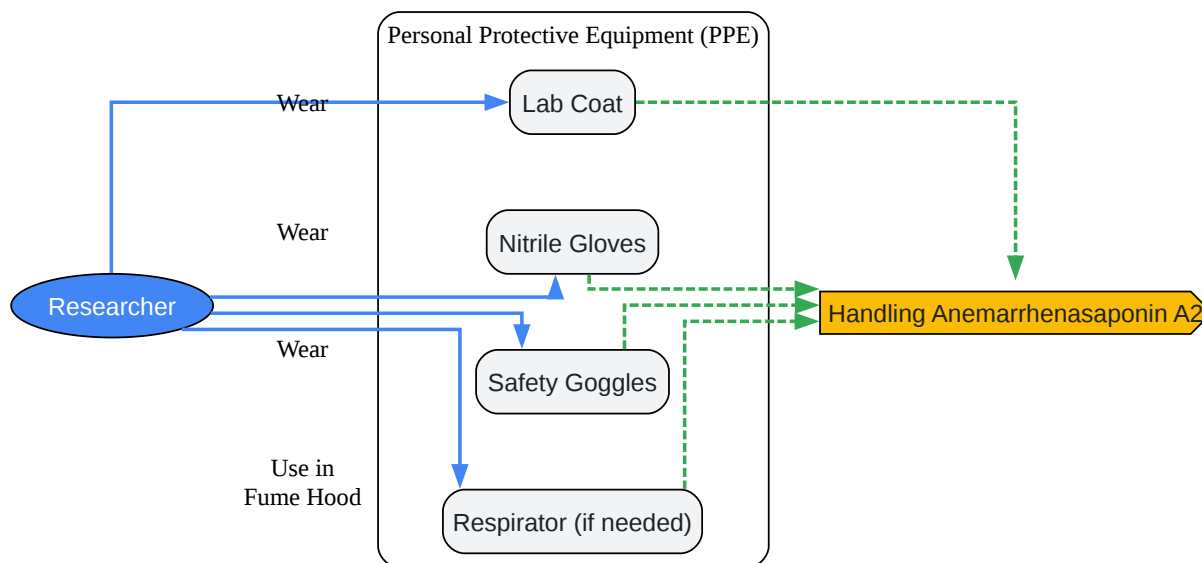 Personal Protective Equipment (PPE)
Wear
Lab Coat
Wear
Nitrile Gloves
Researcher
Handling Anemarrhenasaponin A2
Wear
Safety Goggles
Use in
Fume Hood
Respirator (if needed)